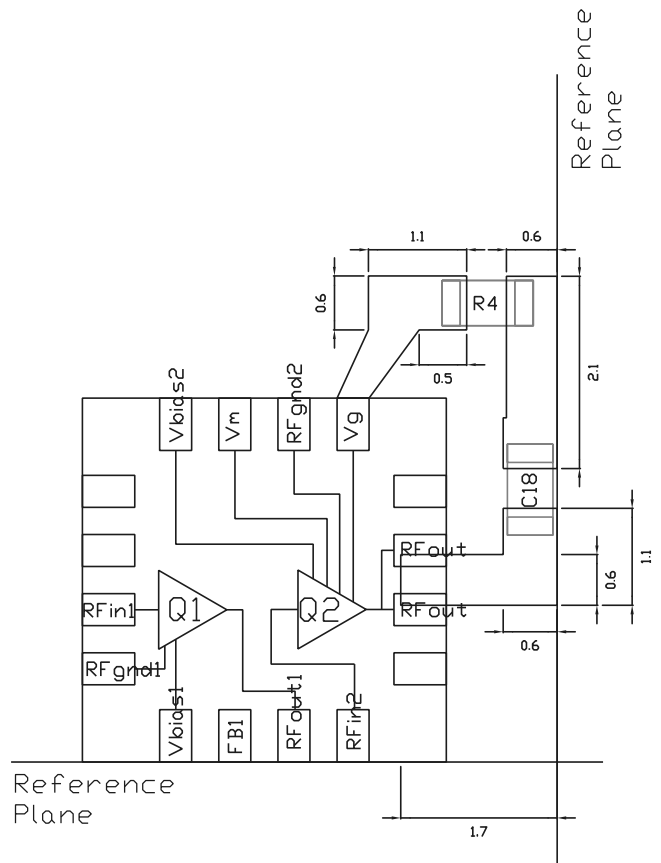 Reference
Plane
1.1
0.6
0.6
R4
0.5
2.1
Vbias2
Vm
RFgnd2
Vg
C18
1.1
0.6
RFout
RFout
RFin1
Q1
Q2
RFgnd1
0.6
Vbias1
FB1
RFout1
RFin2
Reference
Plane
1.7